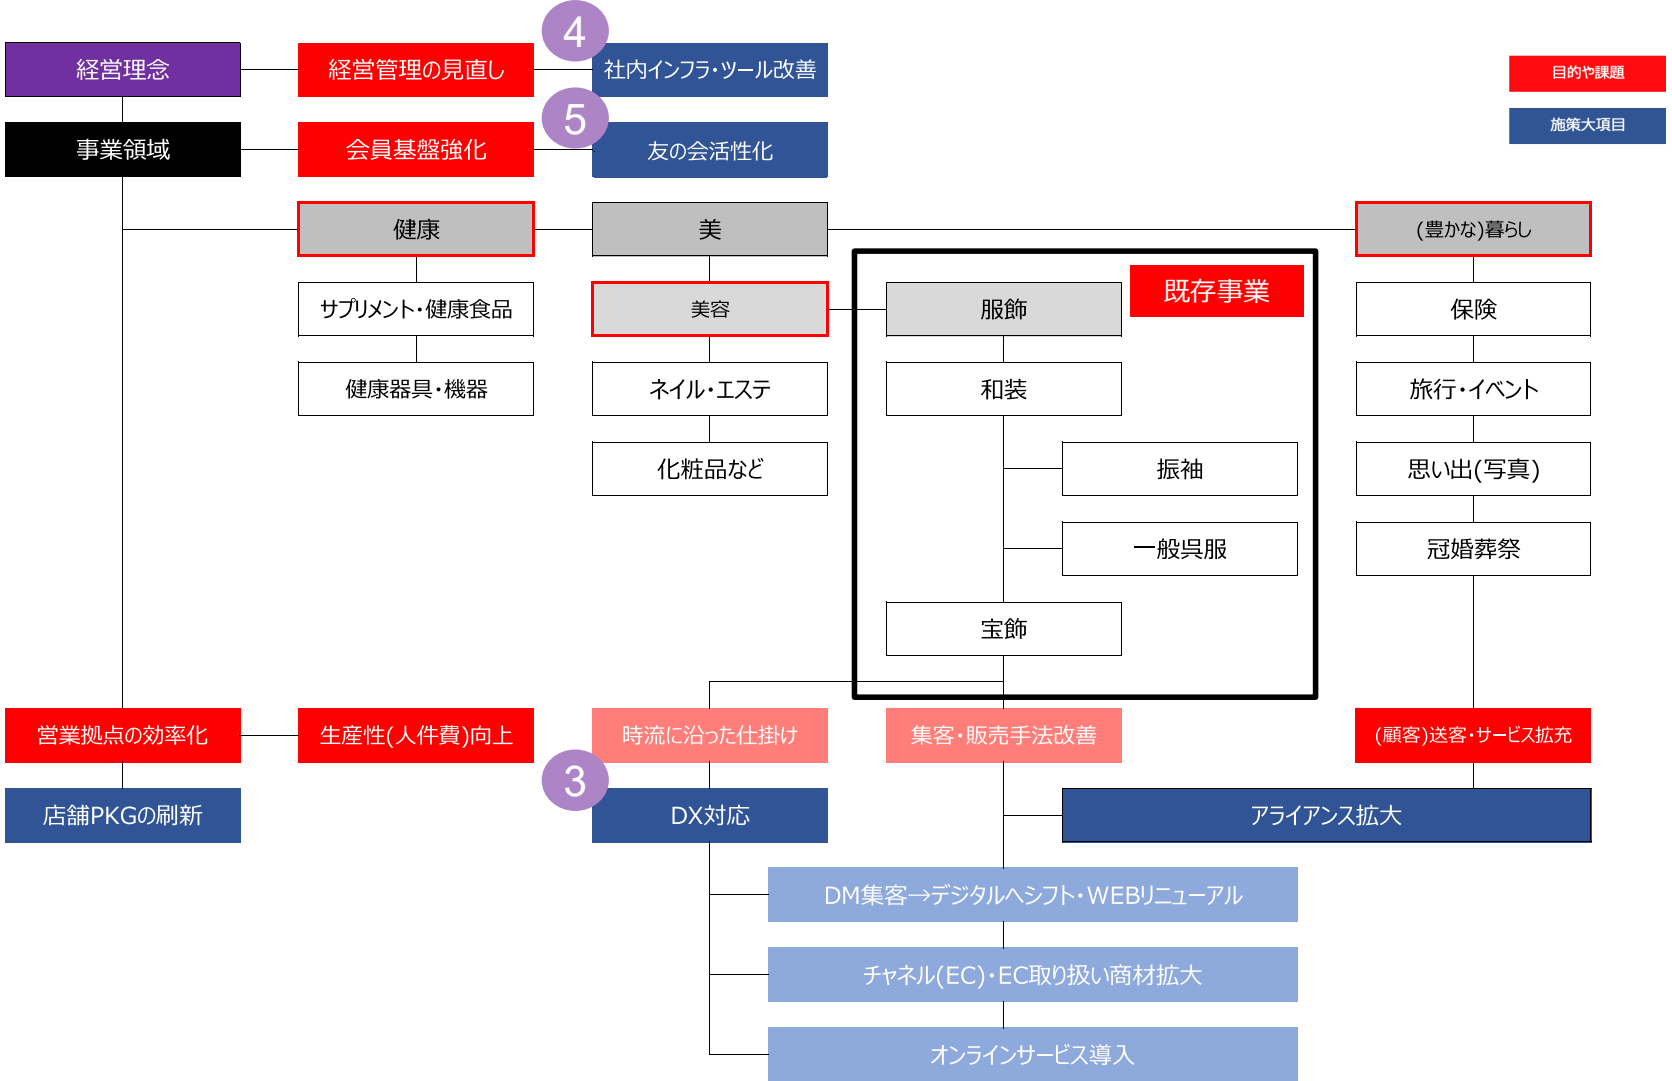 4
経営理念
経営管理の見直し
社内インフラ・ツール改善
目的や課題
5
施策大項目
事業領域
会員基盤強化
友の会活性化
健康
美
(豊かな)暮らし
既存事業
サプリメント・健康食品
美容
服飾
保険
健康器具・機器
ネイル・エステ
和装
旅行・イベント
化粧品など
振袖
思い出(写真)
一般呉服
冠婚葬祭
宝飾
営業拠点の効率化
生産性(人件費)向上
時流に沿った仕掛け
集客・販売手法改善
(顧客)送客・サービス拡充
3
店舗PKGの刷新
DX対応
アライアンス拡大
DM集客→デジタルへシフト・WEBリニューアル
チャネル(EC)・EC取り扱い商材拡大
オンラインサービス導入